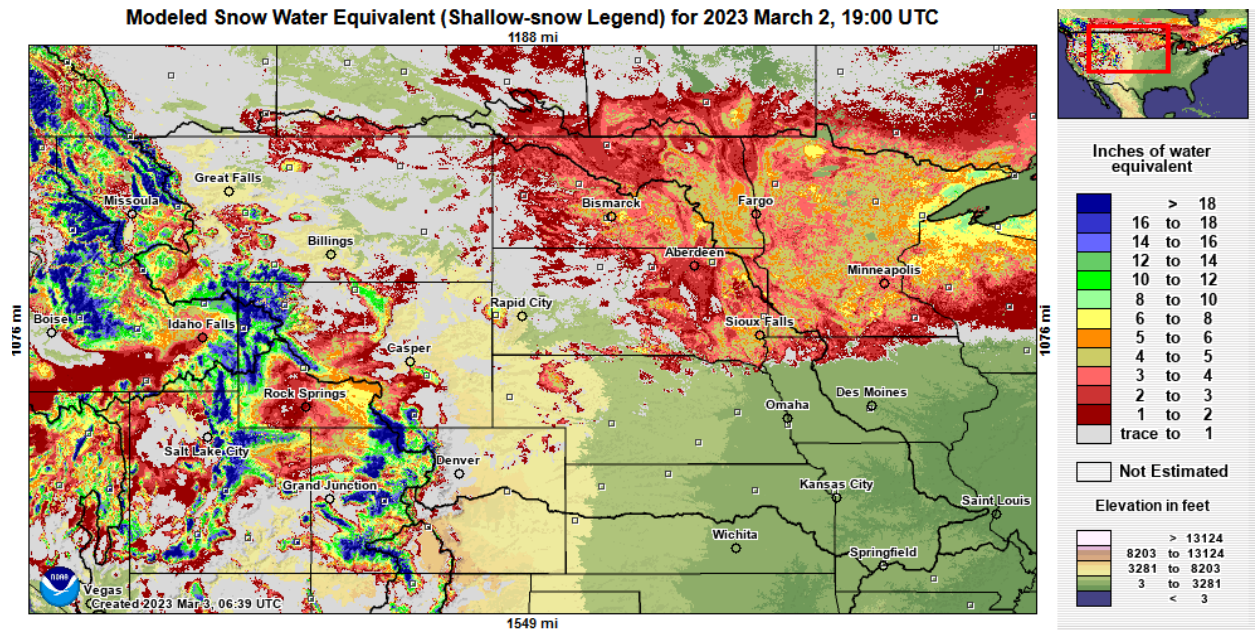 Modeled Snow Water Equivalent (Shallow-snow Legend) for 2023 March 2, 19:00 UTC
1188 mi
1076 mi
Great Falls
Missoula
Bismarck
Fargo
Billings
Aberdeen
Minneapolis
Rapid City
Boise
Idaho Falls
Sioux Falls
Casper
Rock Springs
Des Moines
Omaha
Salt Lake City
Denver
Grand Junction
Kansas City
Saint Louis
Wichita
Springfield
NOAA
Vegas
Created 2023 Mar 3, 06:39 UTC
1549 mi
1076 mi
Inches of water
equivalent
> 18
16 to 18
14 to 16
12 to 14
10 to 12
8 to 10
6 to 8
5 to 6
4 to 5
3 to 4
2 to 3
1 to 2
trace to 1
Not Estimated
Elevation in feet
> 13124
8203 to 13124
3281 to 8203
3 to 3281
< 3